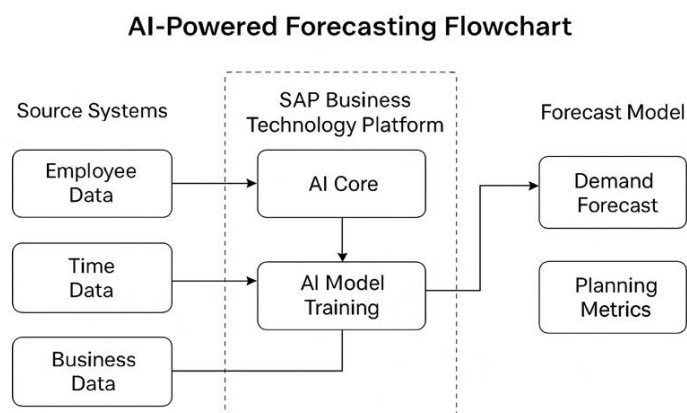 AI-Powered Forecasting Flowchart
Source Systems
Employee
Data
Time
Data
Business
Data
SAP Business
Technology Platform
AI Core
AI Model
Training
Forecast Model
Demand
Forecast
Planning
Metrics